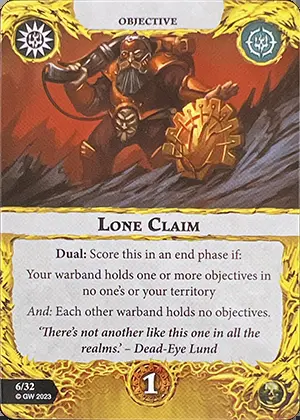 OBJECTIVE
LONE CLAIM
Dual: Score this in an end phase if:
Your warband holds one or more objectives in
no one's or your territory
And: Each other warband holds no objectives.
'There's not another like this one in all the
realms.' – Dead-Eye Lund
6/32
© GW 2023
1